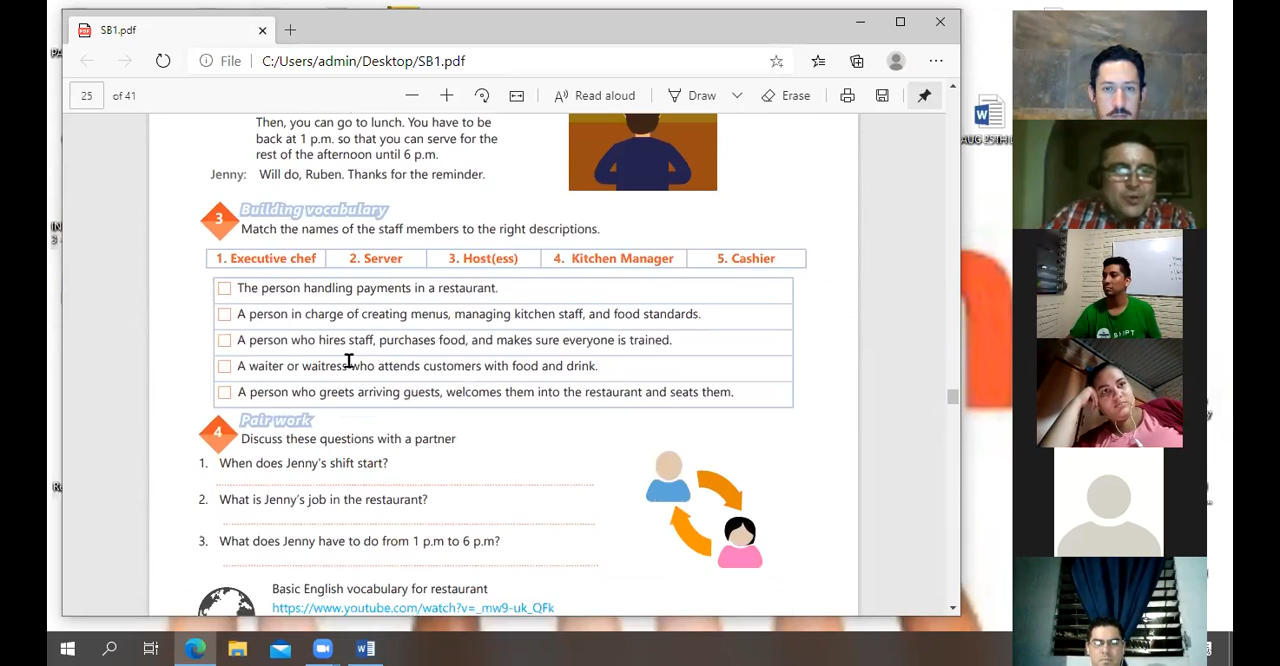 SB1.pdf
File C:/Users/admin/Desktop/SB1.pdf
25 of 41 Read aloud Draw Erase
Thn, you can go to lunch. You have to be
back at 1 p.m. so that you can serve for the
rest of the afternoon until 6 p.m.
Jenny: Will do, Ruben. Thanks for the reminder.
3 Building vocabulary
Match the names of the staff members to the right descriptions.
1. Executive chef 2. Server 3. Host(ess) 4. Kitchen Manager 5. Cashier
The person handling payments in a restaurant.
A person in charge of creating menus, managing kitchen staff, and food standards.
A person who hires staff, purchases food, and makes sure everyone is trained.
A waiter or waitress who attends customers with food and drink.
A person who greets arriving guests, welcomes them into the restaurant and seats them.
4 Pair work
Discuss these questions with a partner
1. When does Jenny's shift start?
2. What is Jenny's job in the restaurant?
3. What does Jenny have to do from 1 p.m to 6 p.m?
Basic English vocabulary for restaurant
https://www.youtube.com/watch?v=_mw9-uk_QFk